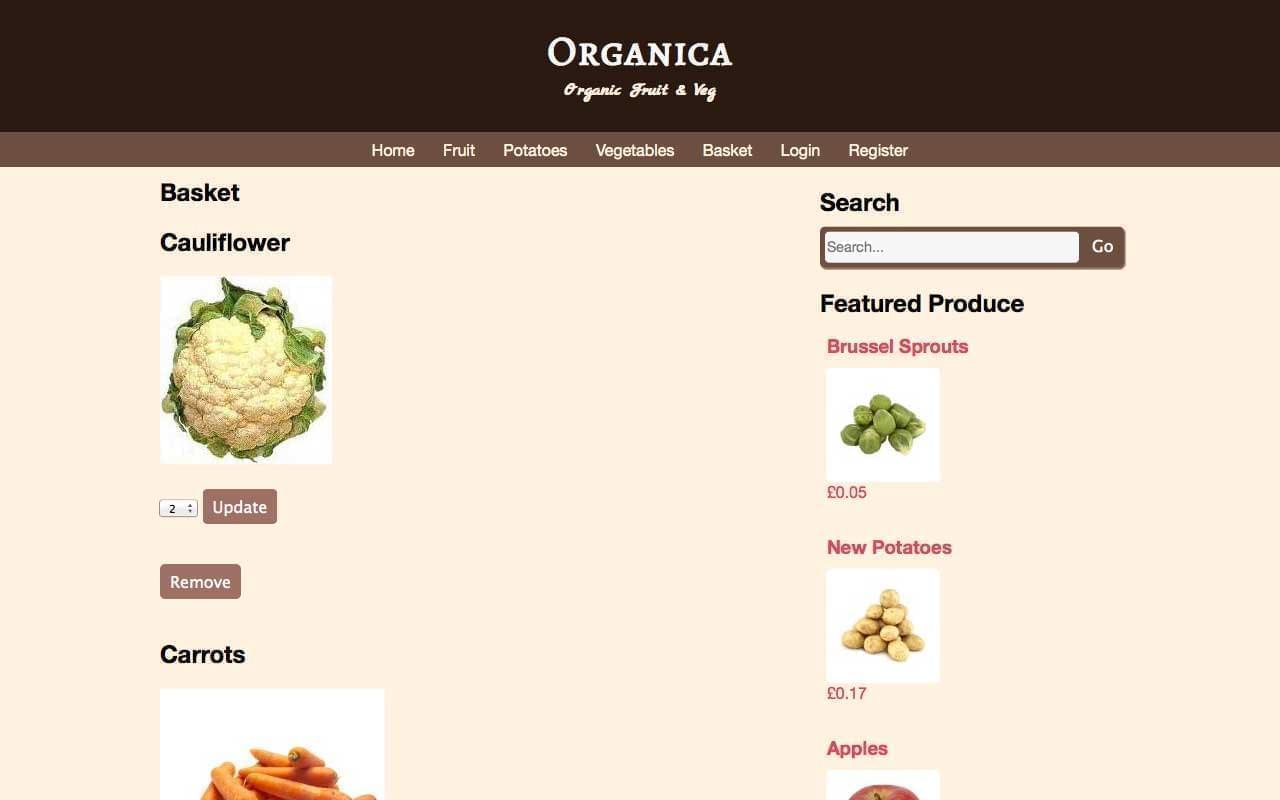 Organica
Organic Fruit & Veg
Home Fruit Potatoes Vegetables Basket Login Register
Basket
Cauliflower
2 Update
Remove
Carrots
Search
Search... Go
Featured Produce
Brussel Sprouts
£0.05
New Potatoes
£0.17
Apples